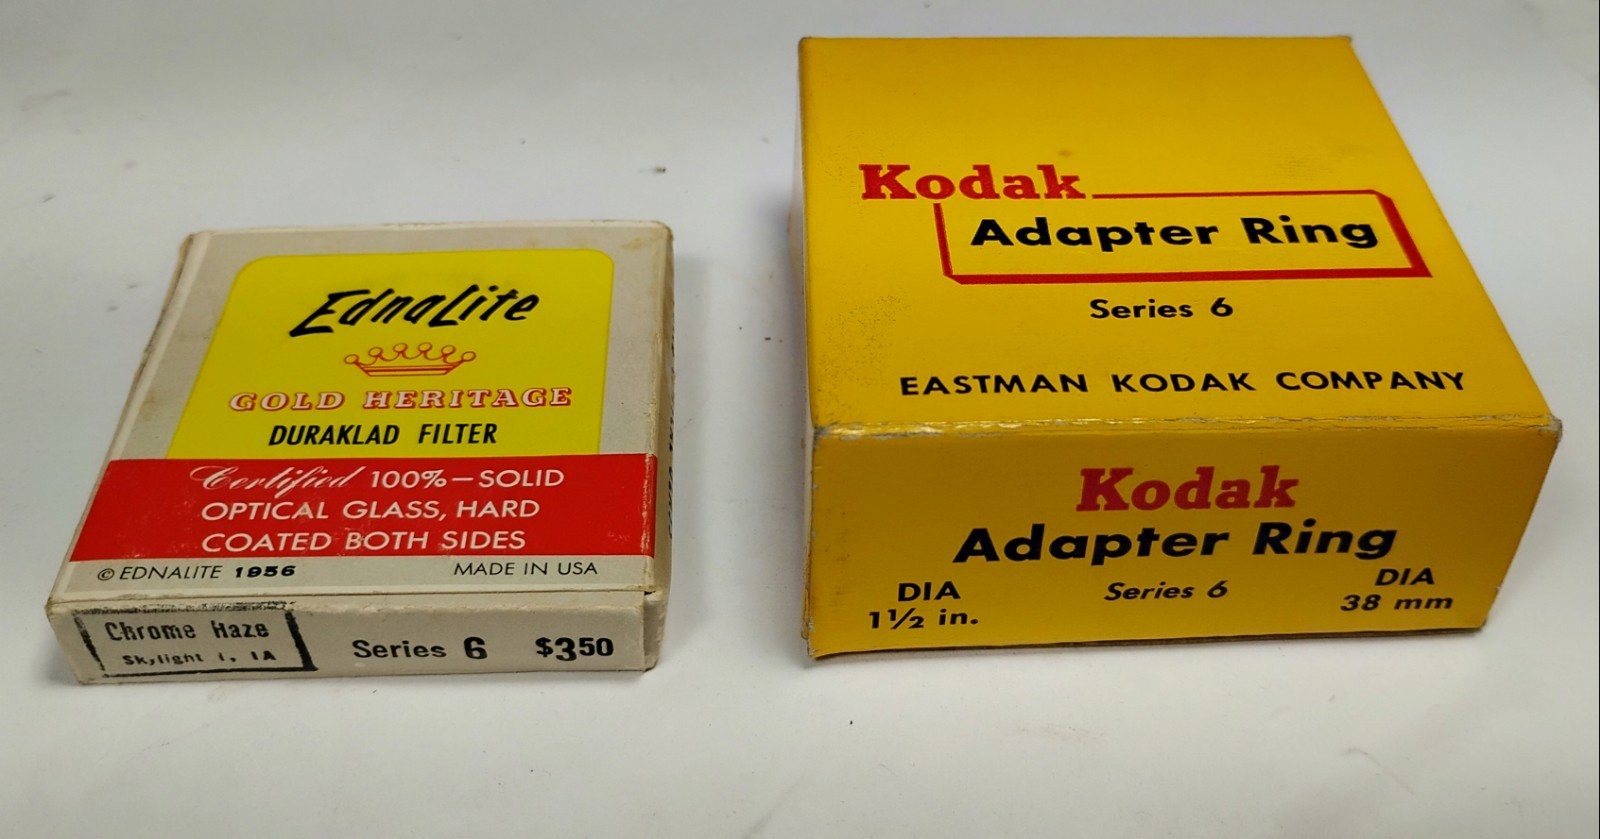 EdnaLite
GOLD HERITAGE
DURAKLAD FILTER
Certified 100%—SOLID
OPTICAL GLASS, HARD
COATED BOTH SIDES
© EDNALITE 1956 MADE IN USA
Chrome Haze
Skylight 1, 1A
Series 6 $3.50
Kodak
Adapter Ring
Series 6
EASTMAN KODAK COMPANY
Kodak
Adapter Ring
DIA Series 6 DIA
1½ in. 38 mm